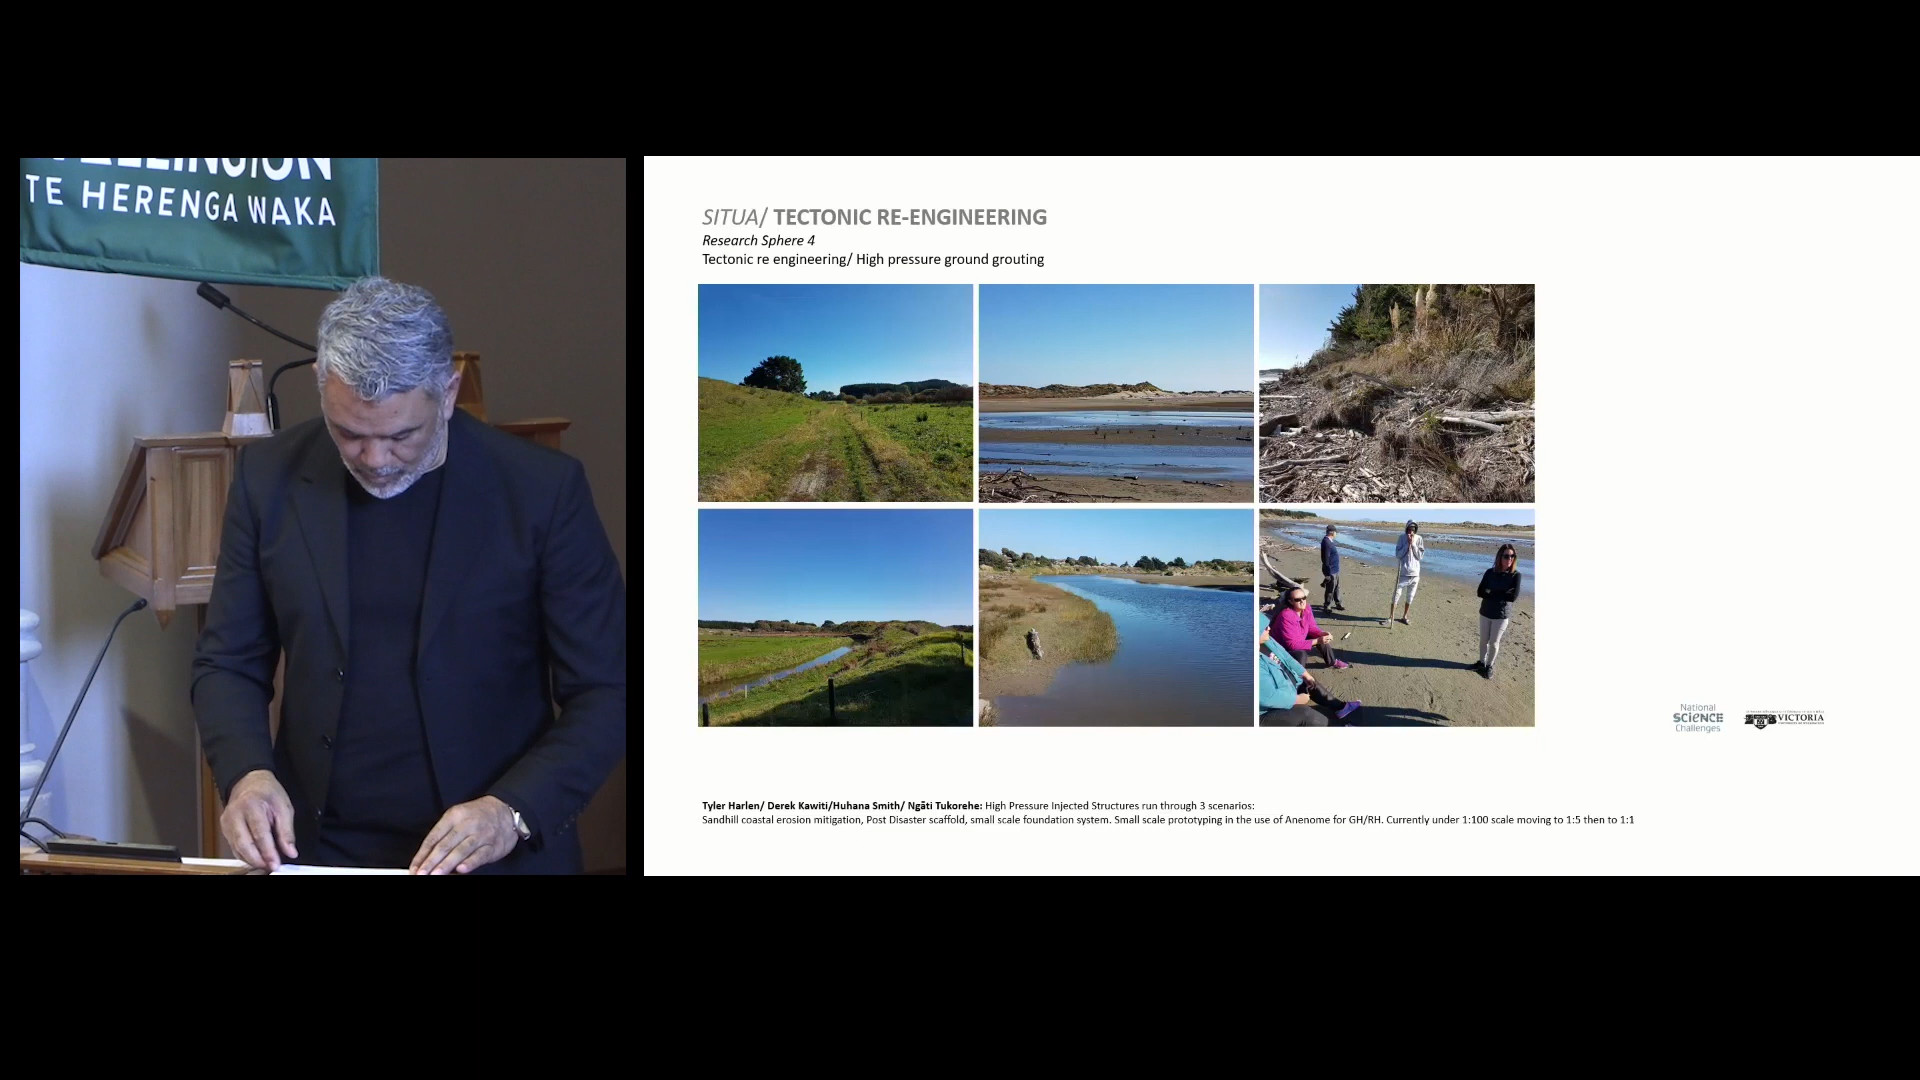 TE HERENGA WAKA
SITUA/ TECTONIC RE-ENGINEERING
Research Sphere 4
Tectonic re engineering/ High pressure ground grouting
National
SCIENCE
Challenges
VICTORIA
Tyler Harlen/ Derek Kawiti/Huhana Smith/ Ngāti Tukorehe: High Pressure Injected Structures run through 3 scenarios:
Sandhill coastal erosion mitigation, Post Disaster scaffold, small scale foundation system. Small scale prototyping in the use of Anenome for GH/RH. Currently under 1:100 scale moving to 1:5 then to 1:1